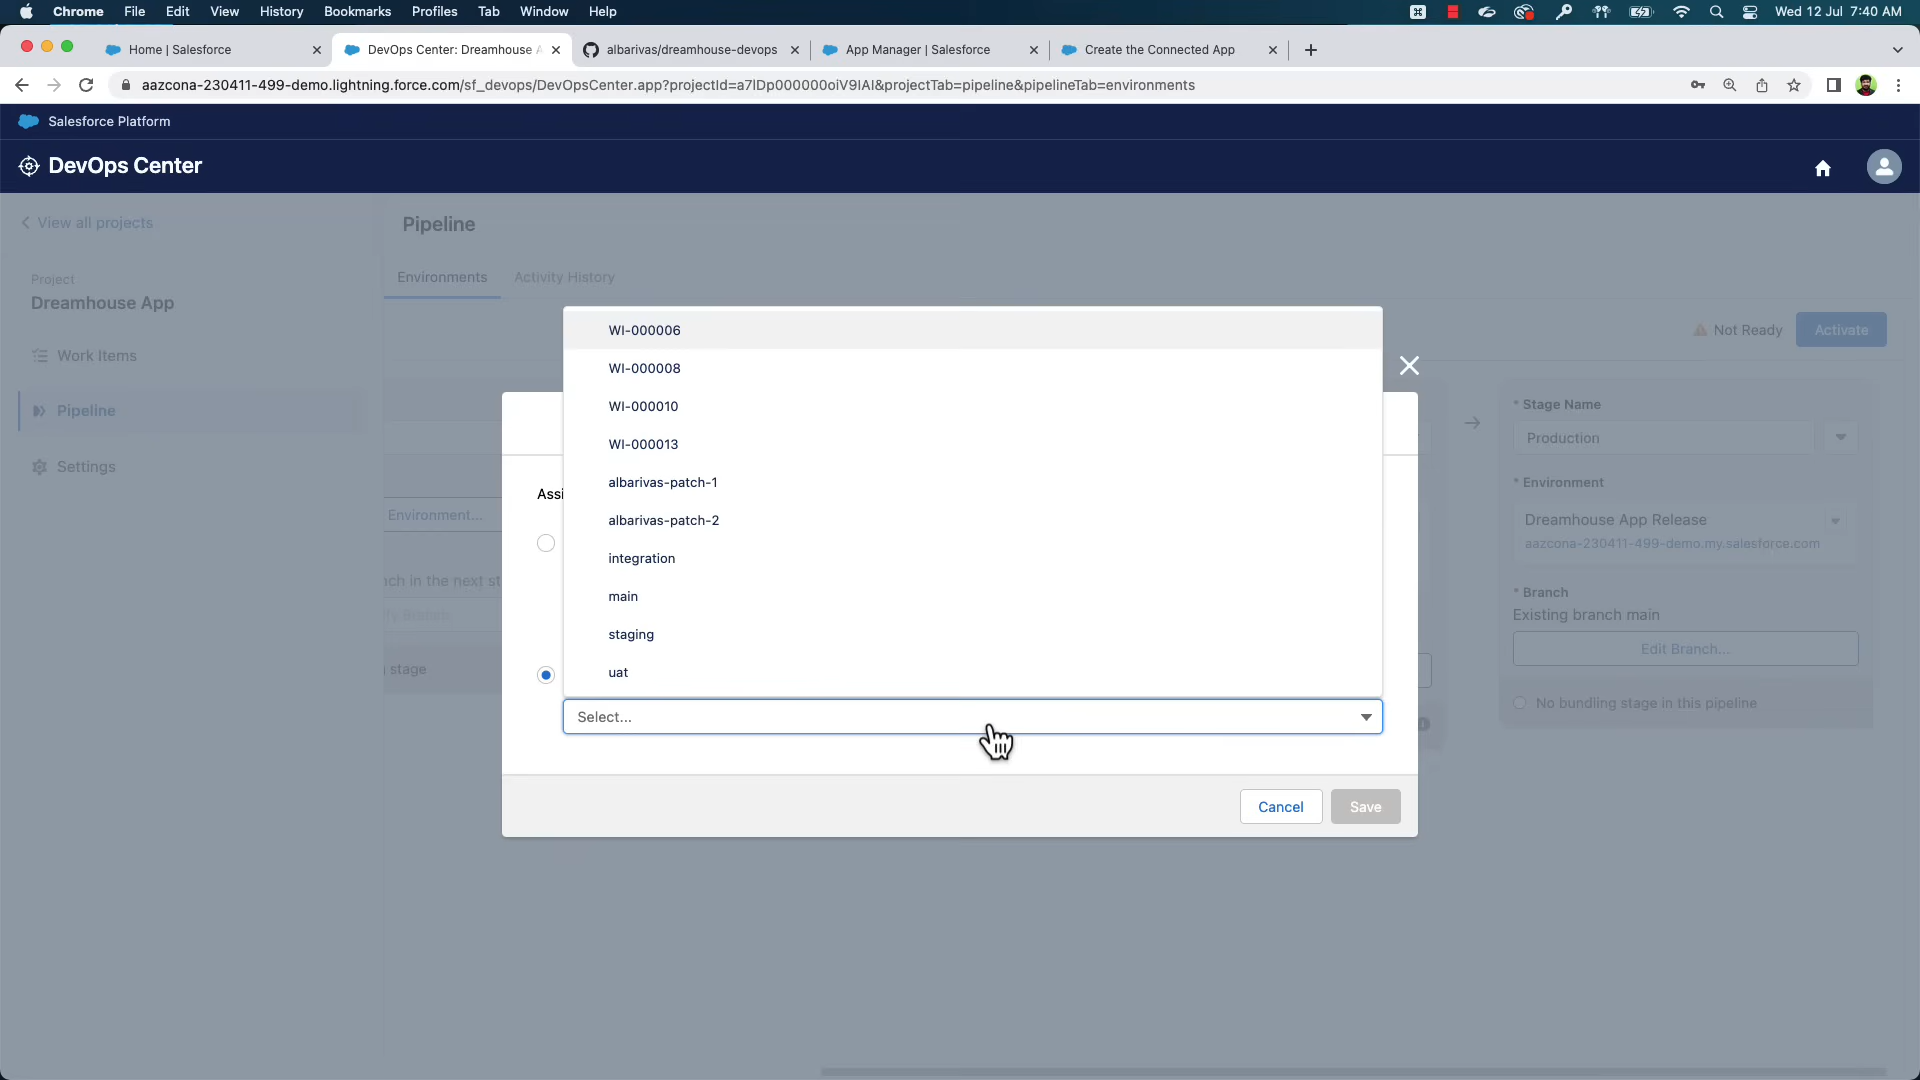 Chrome File Edit View History Bookmarks Profiles Tab Window Help Wed 12 Jul 7:40 AM
Home | Salesforce DevOps Center: Dreamhouse A albarivas/dreamhouse-devops App Manager | Salesforce Create the Connected App
aazcona-230411-499-demo.lightning.force.com/sf_devops/DevOpsCenter.app?projectId=a7IDp000000oiV9IAI&projectTab=pipeline&pipelineTab=environments
Salesforce Platform
DevOps Center
View all projects
Pipeline
Project
Dreamhouse App
Environments Activity History
Work Items
Pipeline
Settings
Not Ready Activate
WI-000006
WI-000008
WI-000010
WI-000013
albarivas-patch-1
albarivas-patch-2
integration
main
staging
uat
Assi
Select...
Cancel Save
Environment...
nch in the next st
stage
* Stage Name
Production
* Environment
Dreamhouse App Release
aazcona-230411-499-demo.my.salesforce.com
* Branch
Existing branch main
Edit Branch...
No bundling stage in this pipeline